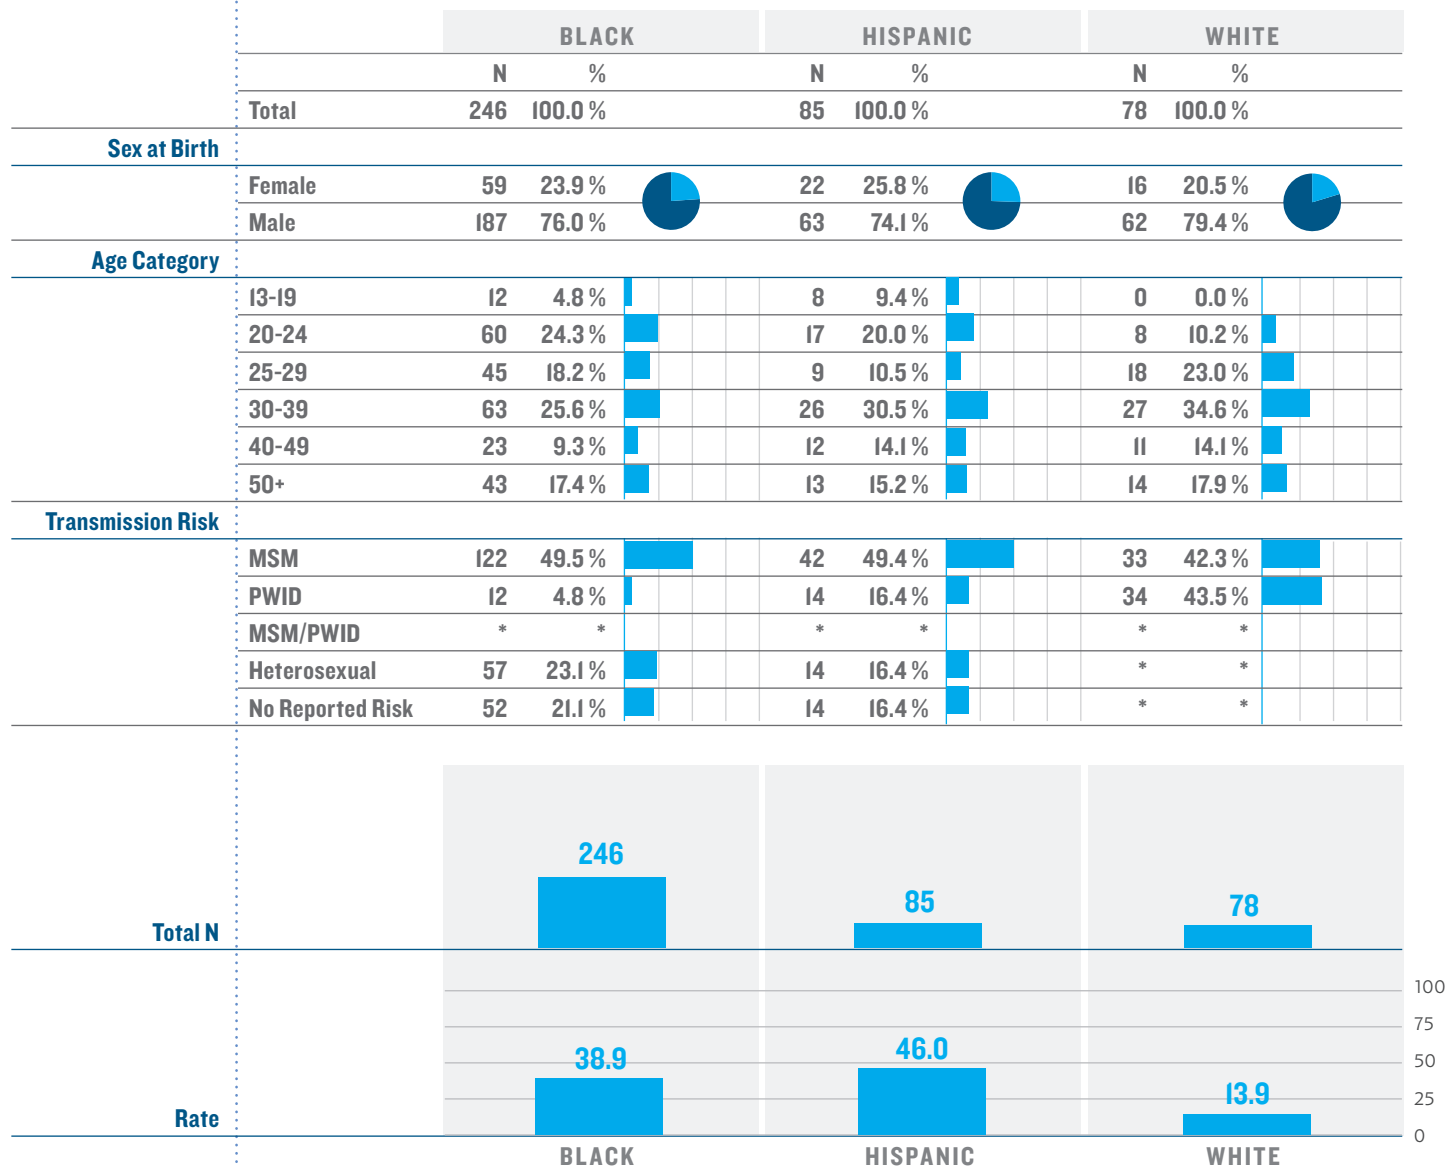 BLACK HISPANIC WHITE
N % N % N %
Total 246 100.0 % 85 100.0 % 78 100.0 %
Sex at Birth
Female 59 23.9 % 22 25.8 % 16 20.5 %
Male 187 76.0 % 63 74.1 % 62 79.4 %
Age Category
13-19 12 4.8 % 8 9.4 % 0 0.0 %
20-24 60 24.3 % 17 20.0 % 8 10.2 %
25-29 45 18.2 % 9 10.5 % 18 23.0 %
30-39 63 25.6 % 26 30.5 % 27 34.6 %
40-49 23 9.3 % 12 14.1 % 11 14.1 %
50+ 43 17.4 % 13 15.2 % 14 17.9 %
Transmission Risk
MSM 122 49.5 % 42 49.4 % 33 42.3 %
PWID 12 4.8 % 14 16.4 % 34 43.5 %
MSM/PWID * * * * * *
Heterosexual 57 23.1 % 14 16.4 % * *
No Reported Risk 52 21.1 % 14 16.4 % * *
246 85 78
Total N
100
75
50
25
0
38.9 46.0 13.9
Rate
BLACK HISPANIC WHITE